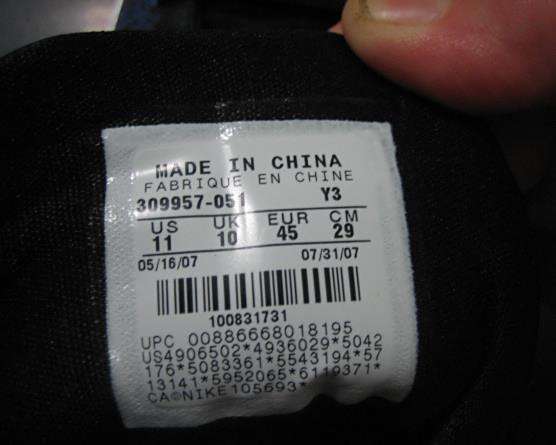 MADE IN CHINA
FABRIQUE EN CHINE
309957-051 Y3
US UK EUR CM
11 10 45 29
05/16/07 07/31/07
100831731
UPC 00886668018195
US4906502*4936029*5042
176*5083361*5543194*57
13141*5952065*6119371*
CA©NIKE105693*